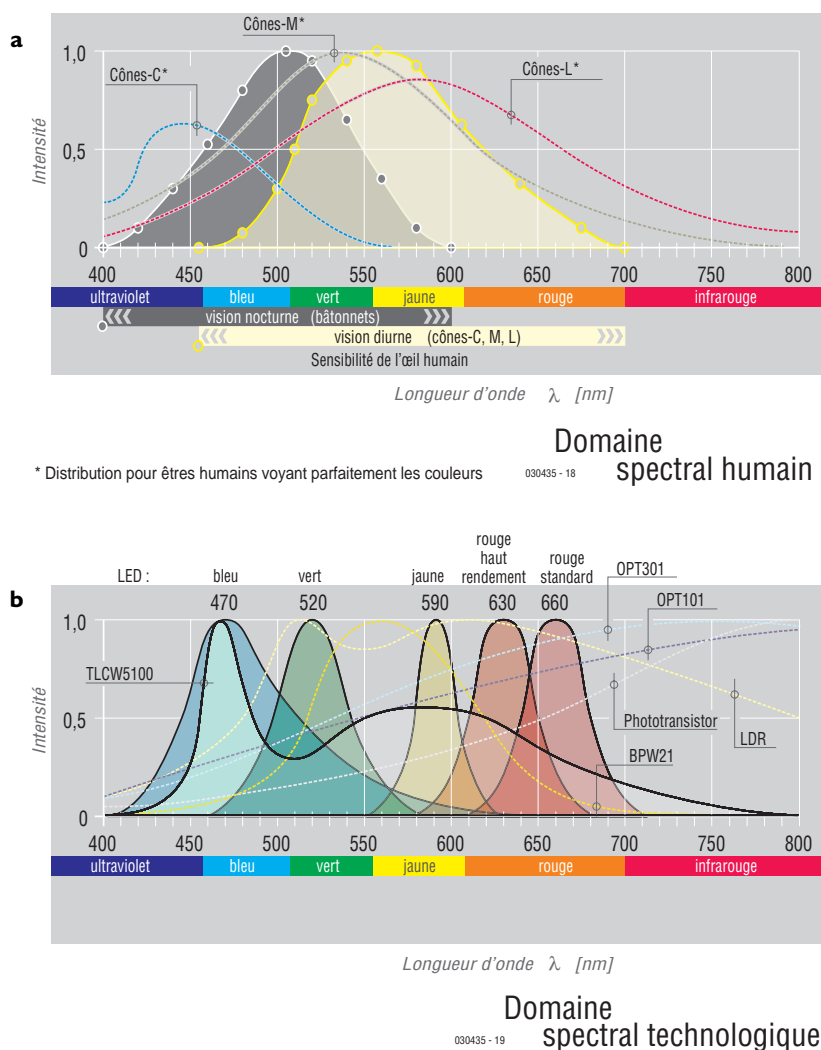 a
Cônes-M*
Cônes-C*
Cônes-L*
Intensité
1,0
0,5
0
400 450 500 550 600 650 700 750 800
ultraviolet bleu vert jaune rouge infrarouge
vision nocturne (bâtonnets)
vision diurne (cônes-C, M, L)
Sensibilité de l'œil humain
Longueur d'onde λ [nm]
Domaine
spectral humain
* Distribution pour êtres humains voyant parfaitement les couleurs
030435 - 18
b
LED :
bleu
470
vert
520
jaune
590
rouge
haut
rendement
630
rouge
standard
660
OPT301
OPT101
TLCW5100
Phototransistor
LDR
BPW21
Intensité
1,0
0,5
0
400 450 500 550 600 650 700 750 800
ultraviolet bleu vert jaune rouge infrarouge
Longueur d'onde λ [nm]
Domaine
spectral technologique
030435 - 19